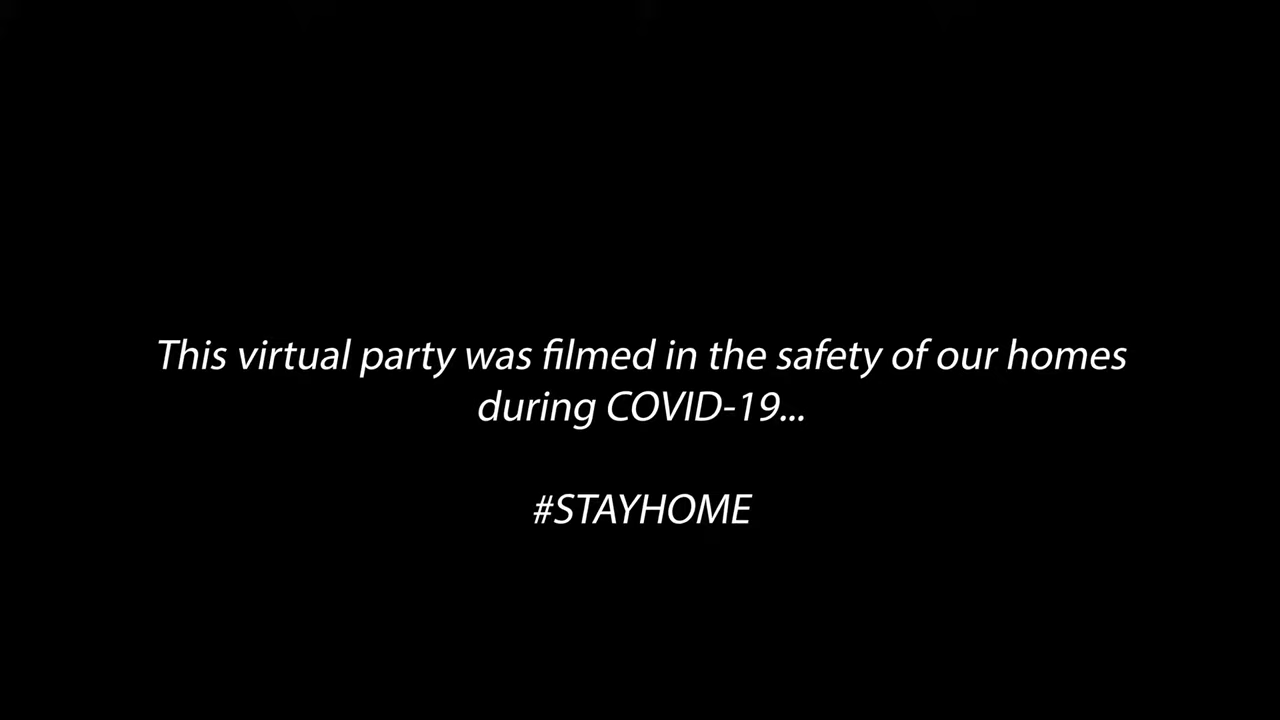 This virtual party was filmed in the safety of our homes
during COVID-19...
#STAYHOME